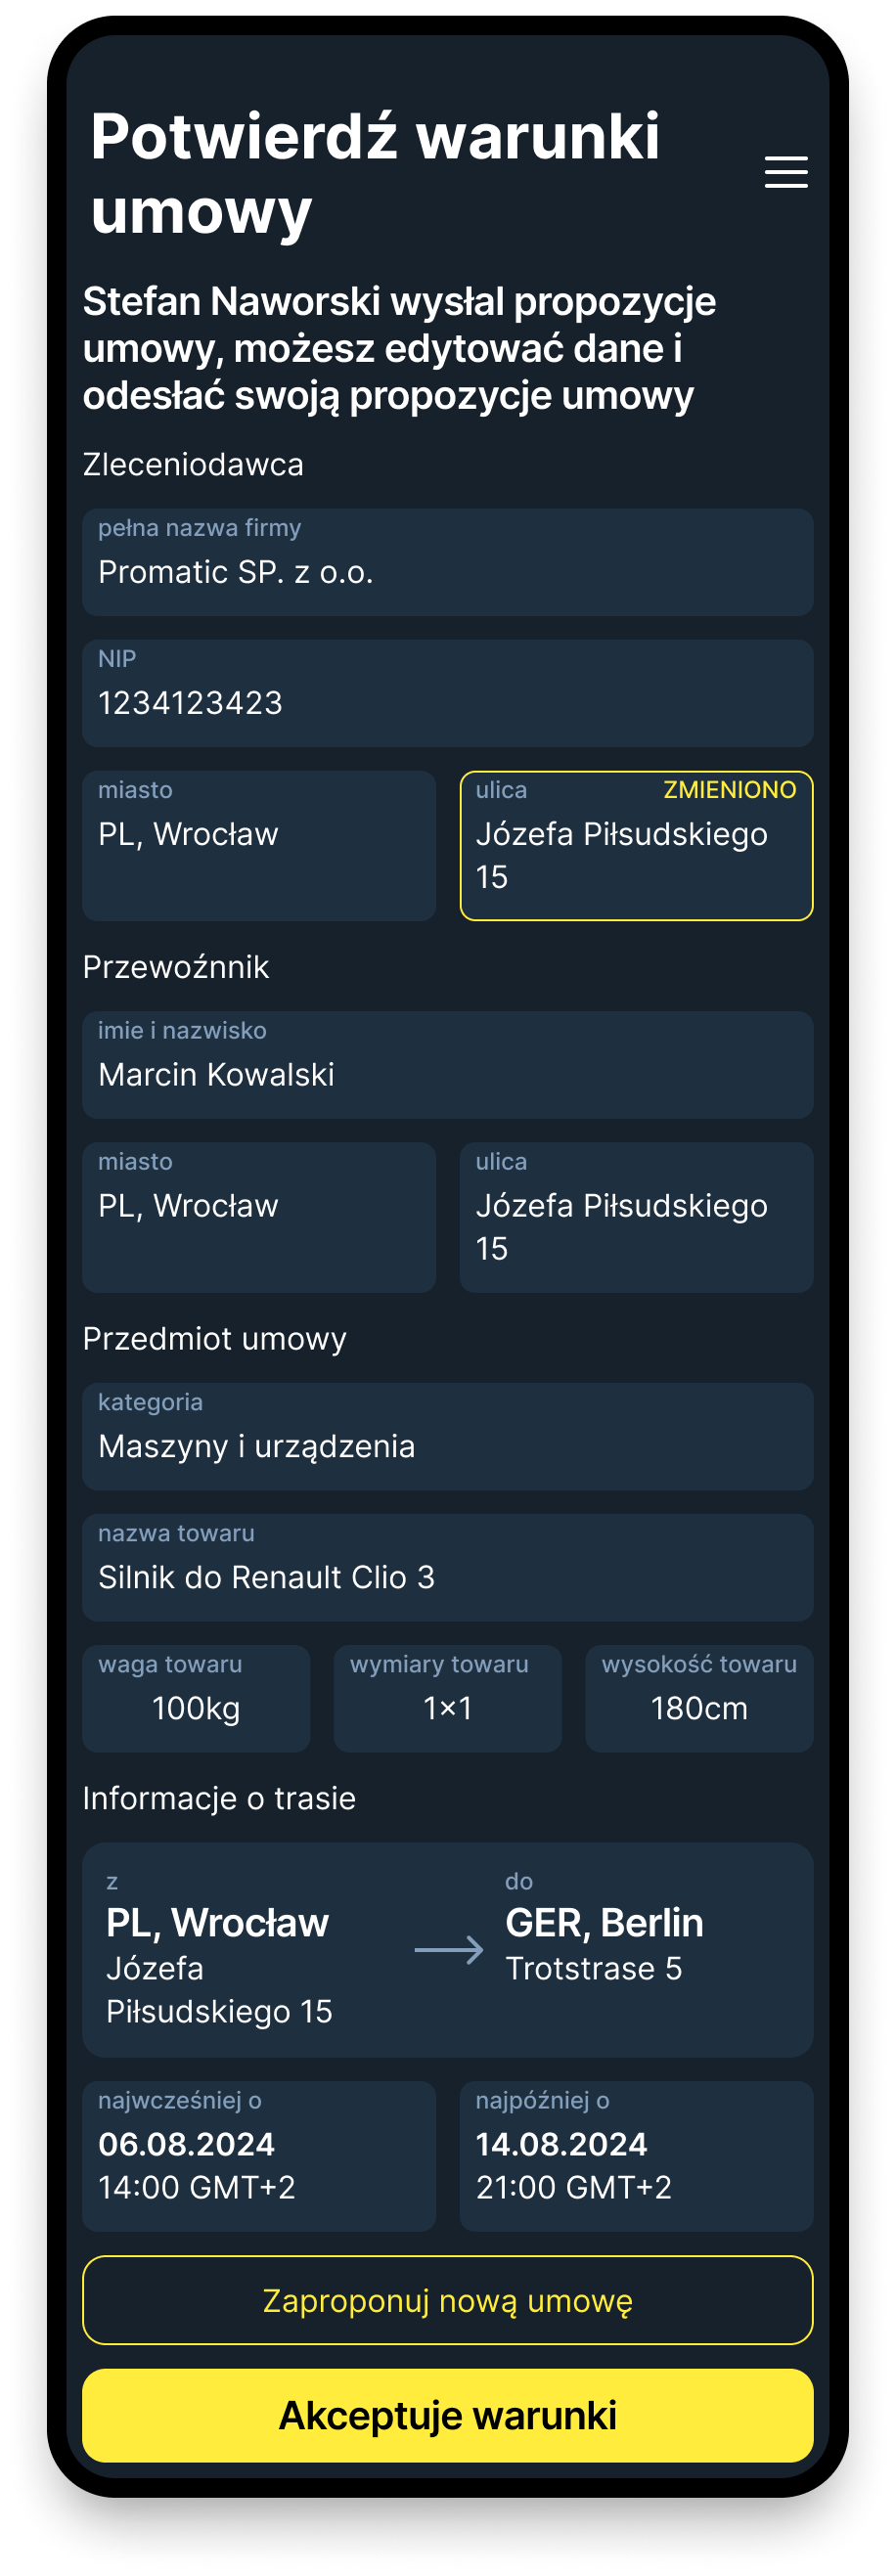 Potwierdź warunki
umowy
Stefan Naworski wysłal propozycje
umowy, możesz edytować dane i
odesłać swoją propozycje umowy
Zleceniodawca
pełna nazwa firmy
Promatic SP. z o.o.
NIP
1234123423
miasto
PL, Wrocław
ulica ZMIENIONO
Józefa Piłsudskiego
15
Przewoźnnik
imie i nazwisko
Marcin Kowalski
miasto
PL, Wrocław
ulica
Józefa Piłsudskiego
15
Przedmiot umowy
kategoria
Maszyny i urządzenia
nazwa towaru
Silnik do Renault Clio 3
waga towaru
100kg
wymiary towaru
1×1
wysokość towaru
180cm
Informacje o trasie
z
PL, Wrocław
Józefa
Piłsudskiego 15
do
GER, Berlin
Trotstrase 5
najwcześniej o
06.08.2024
14:00 GMT+2
najpóźniej o
14.08.2024
21:00 GMT+2
Zaproponuj nową umowę
Akceptuje warunki